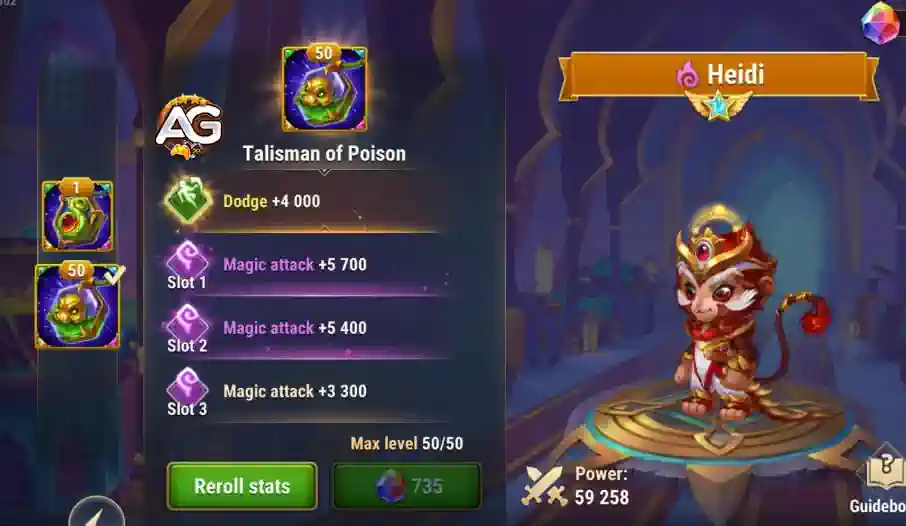 50
Heidi
AG
Talisman of Poison
1
Dodge +4 000
Magic attack +5 700
Slot 1
50
Magic attack +5 400
Slot 2
Magic attack +3 300
Slot 3
Max level 50/50
Reroll stats
735
Power:
59 258
?
Guidebo